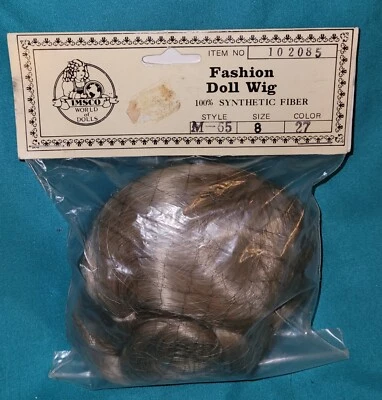 ITEM NO 102085
Fashion
Doll Wig
100% SYNTHETIC FIBER
STYLE SIZE COLOR
M-65 8 27
IMSCO
WORLD
of
DOLLS